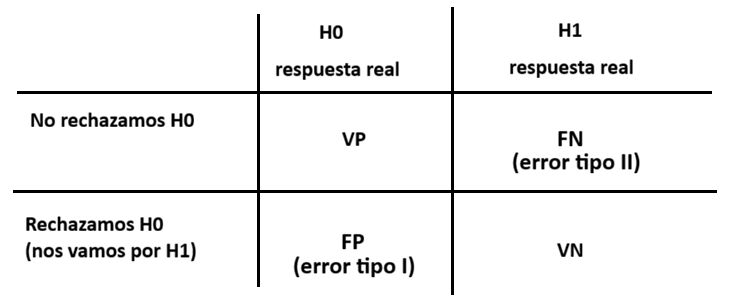 H0
respuesta real
H1
respuesta real
No rechazamos H0
VP
FN
(error tipo II)
Rechazamos H0
(nos vamos por H1)
FP
(error tipo I)
VN